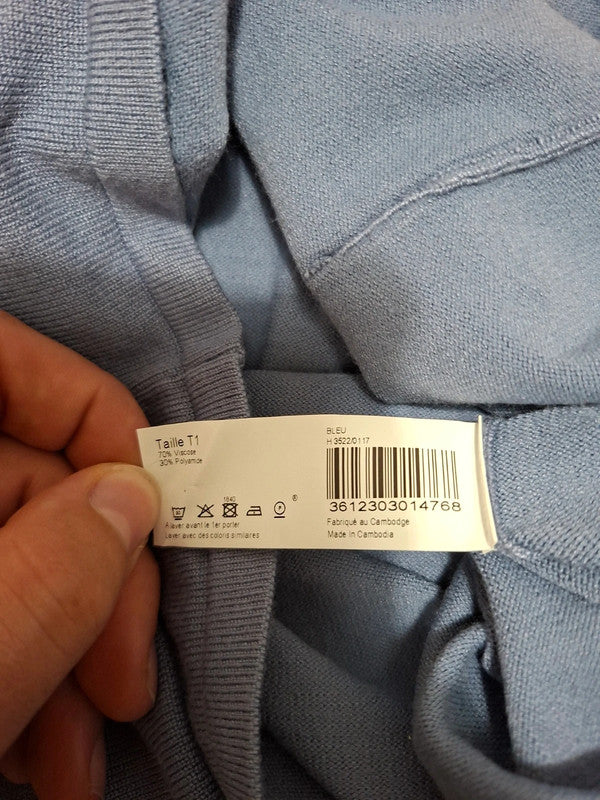 Taille T1
70% Viscose
30% Polyamide
1840
®
A laver avant le 1er porter
Laver avec des coloris similaires
BLEU
H 3522/0117
3612303014768
Fabriqué au Cambodge
Made in Cambodia